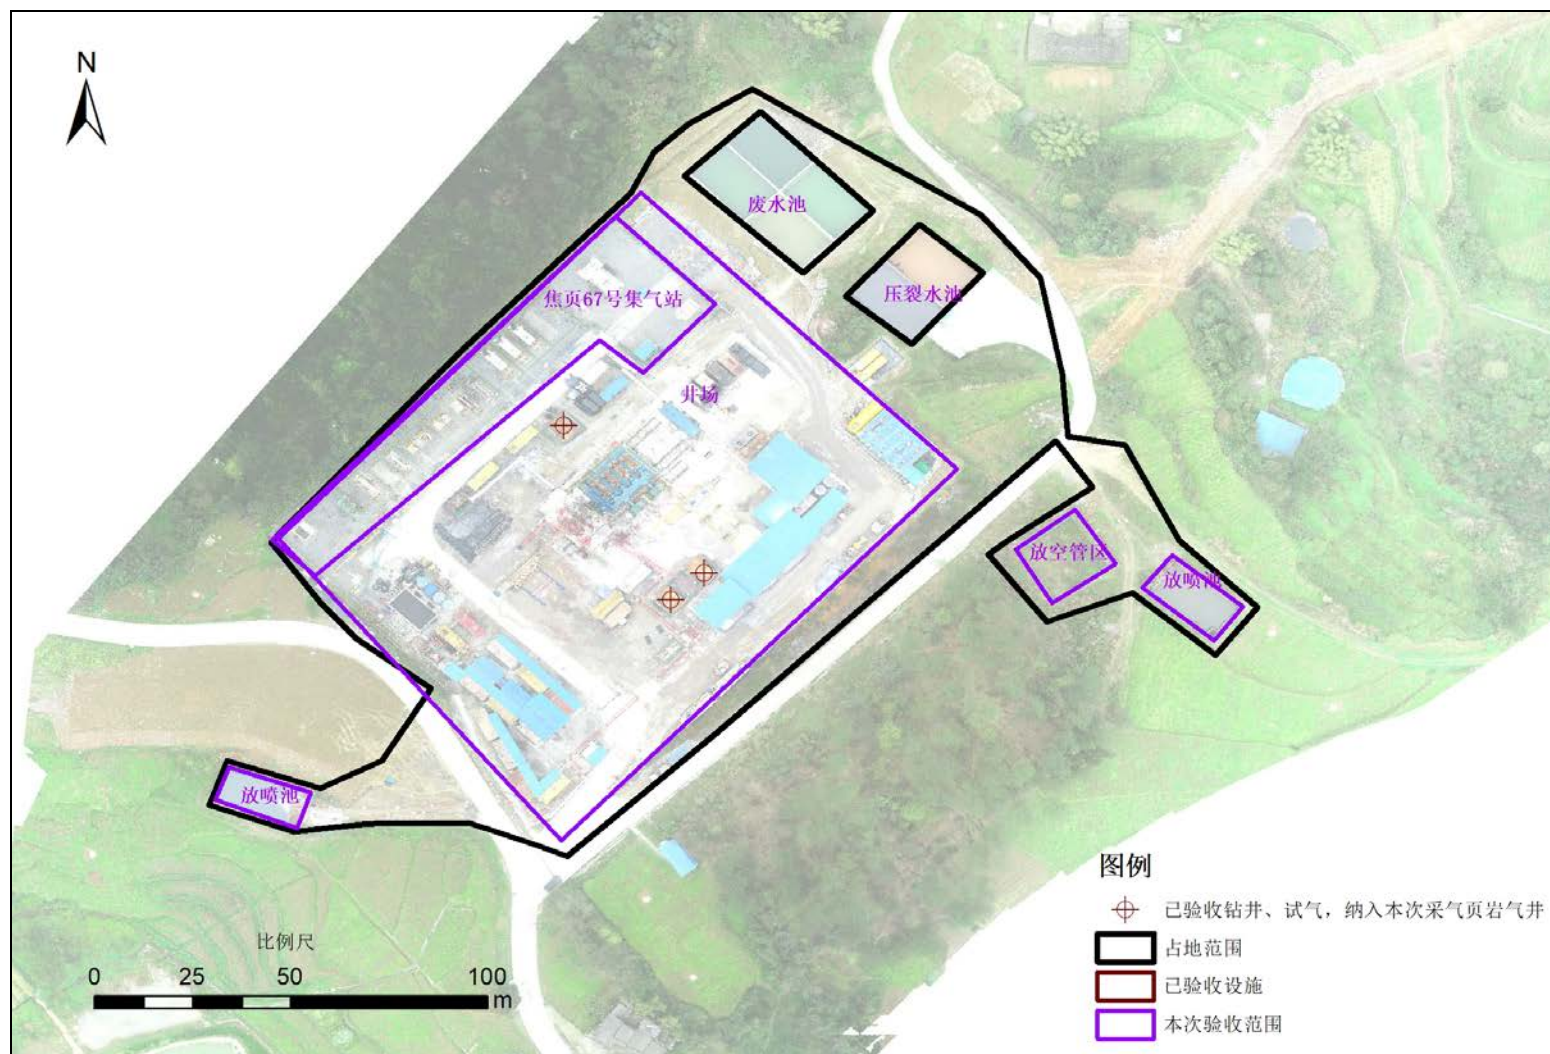 N
废水池
压裂水池
焦页67号集气站
井场
放空管区
放喷池
放喷池
图例
已验收钻井、试气，纳入本次采气页岩气井
占地范围
已验收设施
本次验收范围
比例尺
0 25 50 100
m